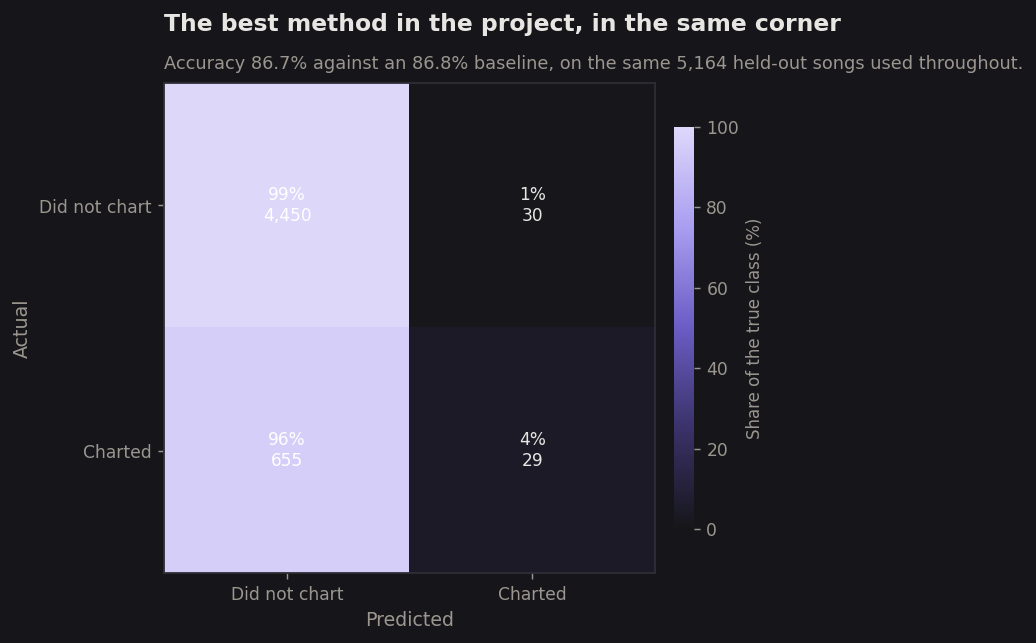 The best method in the project, in the same corner
Accuracy 86.7% against an 86.8% baseline, on the same 5,164 held-out songs used throughout.
Actual
Did not chart
99%
4,450
1%
30
Charted
96%
655
4%
29
Did not chart
Charted
Predicted
100
80
60
40
20
0
Share of the true class (%)